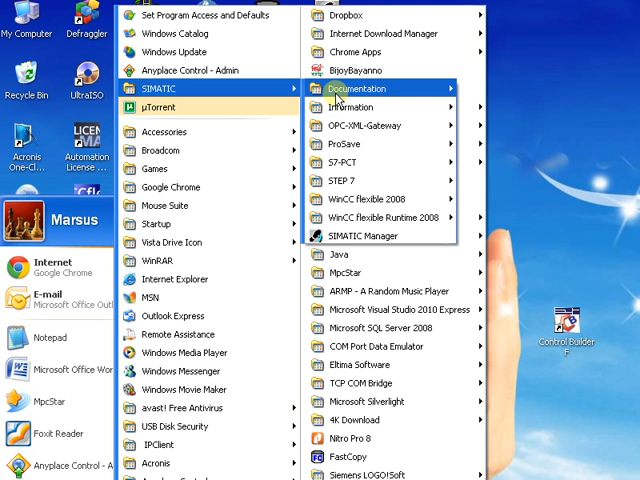 My Computer
Defragger
Recycle Bin
UltraISO
Acronis
One-Cl...
LICEN
Automation
License ...
Marsus
Internet
Google Chrome
E-mail
Microsoft Office Outl
Notepad
Microsoft Office Wor
MpcStar
Foxit Reader
Anyplace Control - A
Set Program Access and Defaults
Windows Catalog
Windows Update
Anyplace Control - Admin
SIMATIC
µTorrent
Accessories
Broadcom
Games
Google Chrome
Mouse Suite
Startup
Vista Drive Icon
WinRAR
Internet Explorer
MSN
Outlook Express
Remote Assistance
Windows Media Player
Windows Messenger
Windows Movie Maker
avast! Free Antivirus
USB Disk Security
IPClient
Acronis
Dropbox
Internet Download Manager
Chrome Apps
BijoyBayanno
Documentation
Information
OPC-XML-Gateway
ProSave
S7-PCT
STEP 7
WinCC flexible 2008
WinCC flexible Runtime 2008
SIMATIC Manager
Java
MpcStar
ARMP - A Random Music Player
Microsoft Visual Studio 2010 Express
Microsoft SQL Server 2008
COM Port Data Emulator
Eltima Software
TCP COM Bridge
Microsoft Silverlight
4K Download
Nitro Pro 8
FastCopy
Siemens LOGO!Soft
Control Builder
F